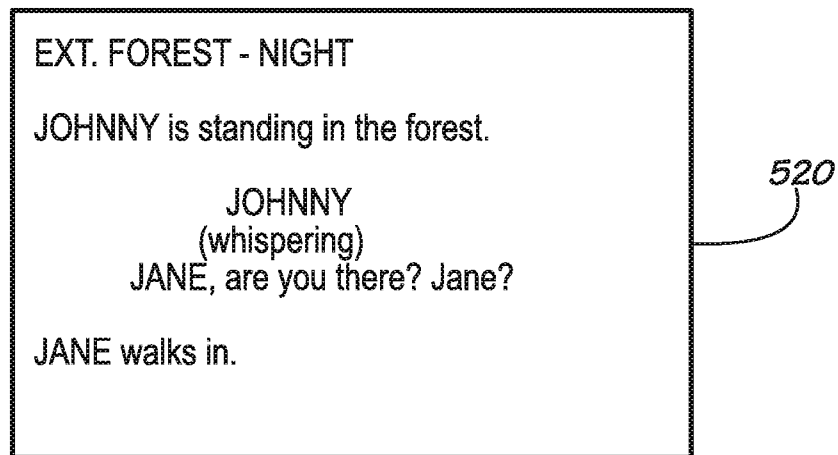 EXT. FOREST - NIGHT
JOHNNY is standing in the forest.
520
JOHNNY
(whispering)
JANE, are you there? Jane?
JANE walks in.